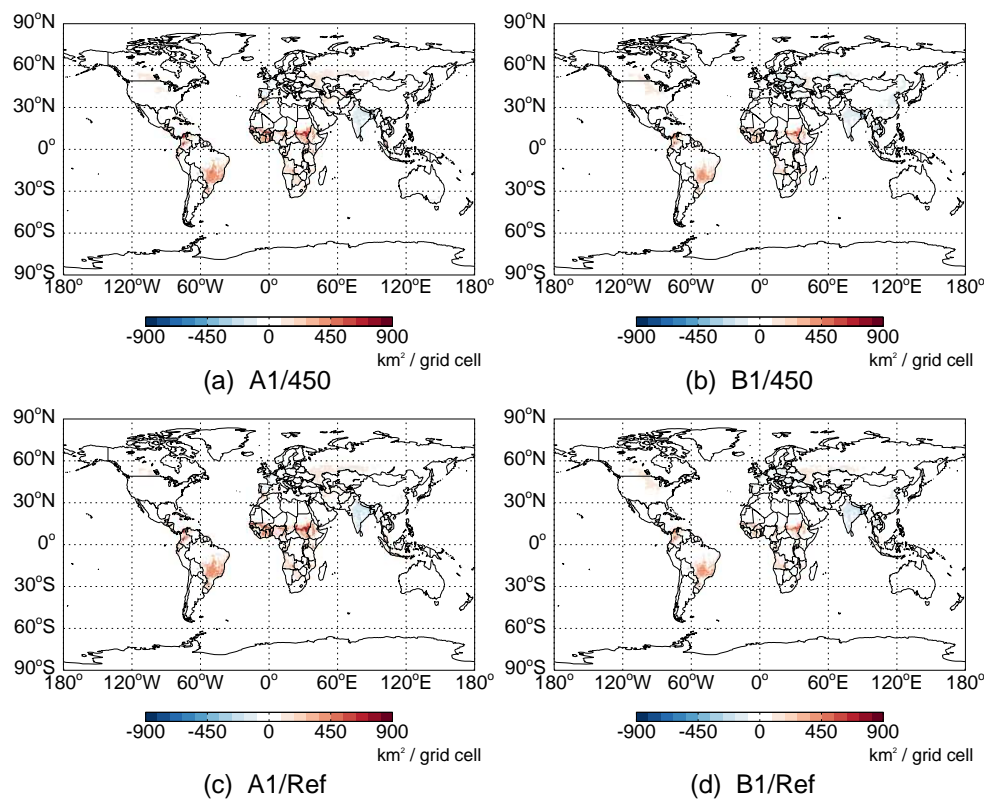 90°N 90°N
60°N 60°N
30°N 30°N
0° 0°
30°S 30°S
60°S 60°S
90°S 90°S
180° 120°W 60°W 0° 60°E 120°E 180° 180° 120°W 60°W 0° 60°E 120°E 180°
-900 -450 0 450 900 -900 -450 0 450 900
km² / grid cell km² / grid cell
(a) A1/450 (b) B1/450
90°N 90°N
60°N 60°N
30°N 30°N
0° 0°
30°S 30°S
60°S 60°S
90°S 90°S
180° 120°W 60°W 0° 60°E 120°E 180° 180° 120°W 60°W 0° 60°E 120°E 180°
-900 -450 0 450 900 -900 -450 0 450 900
km² / grid cell km² / grid cell
(c) A1/Ref (d) B1/Ref